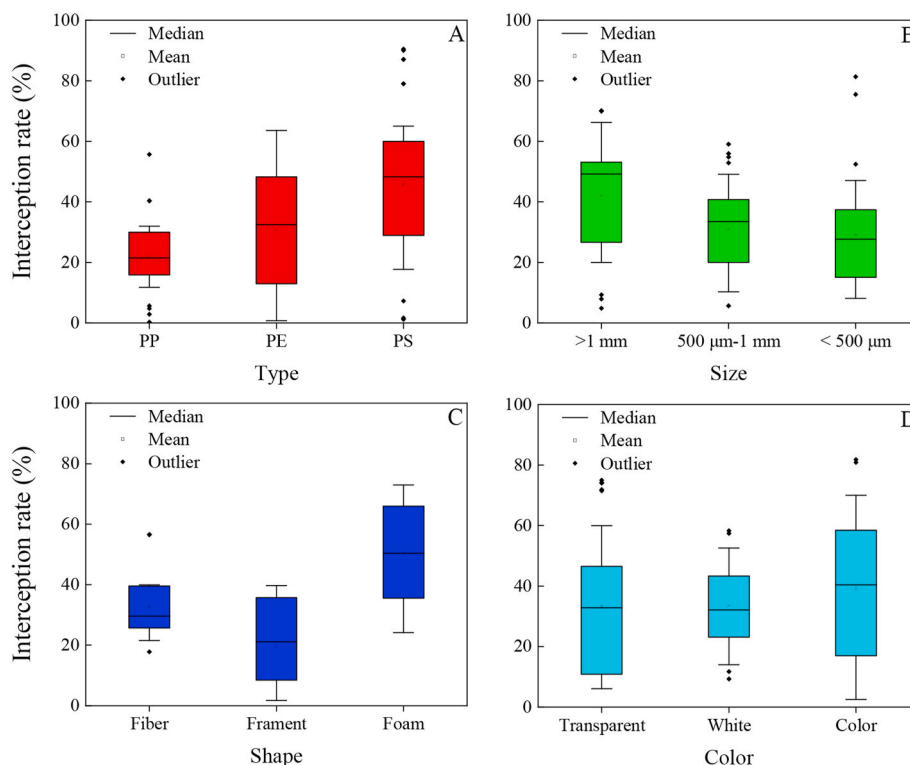 100
80
60
40
20
0
Interception rate (%)
Median
Mean
Outlier
A
PP
PE
PS
Type
100
80
60
40
20
0
Median
Mean
Outlier
B
>1 mm
500 μm-1 mm
< 500 μm
Size
100
80
60
40
20
0
Interception rate (%)
Median
Mean
Outlier
C
Fiber
Frament
Foam
Shape
100
80
60
40
20
0
Median
Mean
Outlier
D
Transparent
White
Color
Color